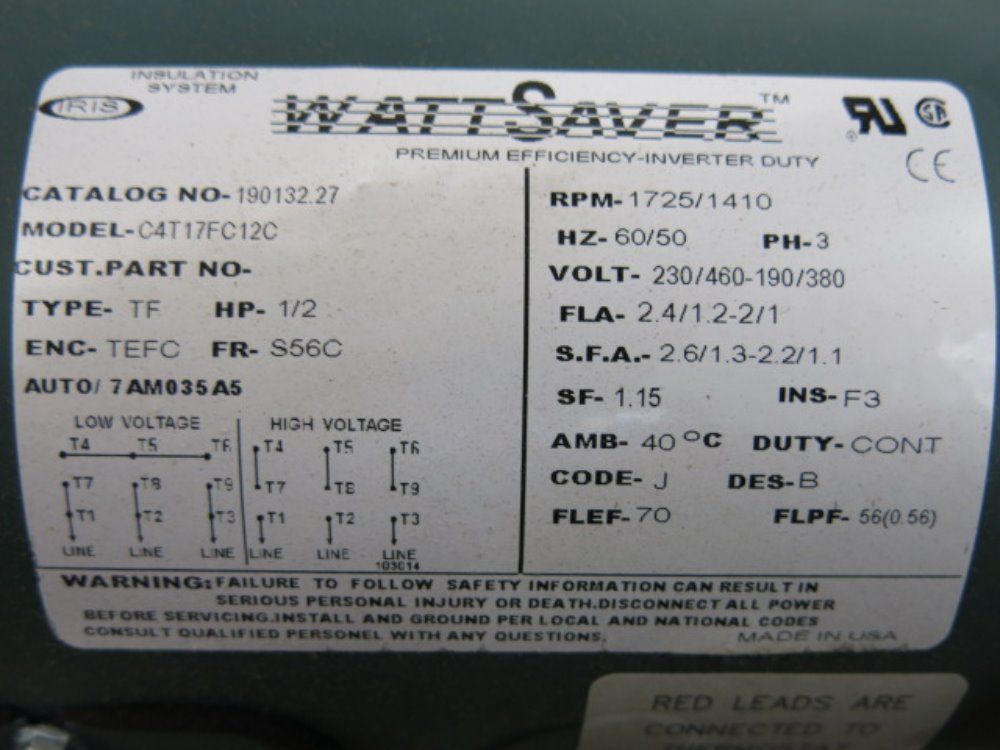 INSULATION
SYSTEM
IRIS
WATTSAVER™
PREMIUM EFFICIENCY-INVERTER DUTY
®
SA
CE
CATALOG NO-190132.27
MODEL-C4T17FC12C
CUST.PART NO-
TYPE- TF HP- 1/2
ENC- TEFC FR- S56C
AUTO/ 7AM035A5
RPM-1725/1410
HZ- 60/50 PH-3
VOLT- 230/460-190/380
FLA- 2.4/1.2-2/1
S.F.A.- 2.6/1.3-2.2/1.1
SF- 1.15 INS-F3
AMB- 40°C DUTY-CONT
CODE- J DES-B
FLEF-70 FLPF- 56(0.56)
LOW VOLTAGE HIGH VOLTAGE
T4 T5 T6 T4 T5 T6
T7 T8 T9 T7 T8 T9
T1 T2 T3 T1 T2 T3
LINE LINE LINE LINE LINE LINE
103014
WARNING:FAILURE TO FOLLOW SAFETY INFORMATION CAN RESULT IN
SERIOUS PERSONAL INJURY OR DEATH.DISCONNECT ALL POWER
BEFORE SERVICING.INSTALL AND GROUND PER LOCAL AND NATIONAL CODES
CONSULT QUALIFIED PERSONEL WITH ANY QUESTIONS.
MADE IN USA
RED LEADS ARE
CONNECTED TO